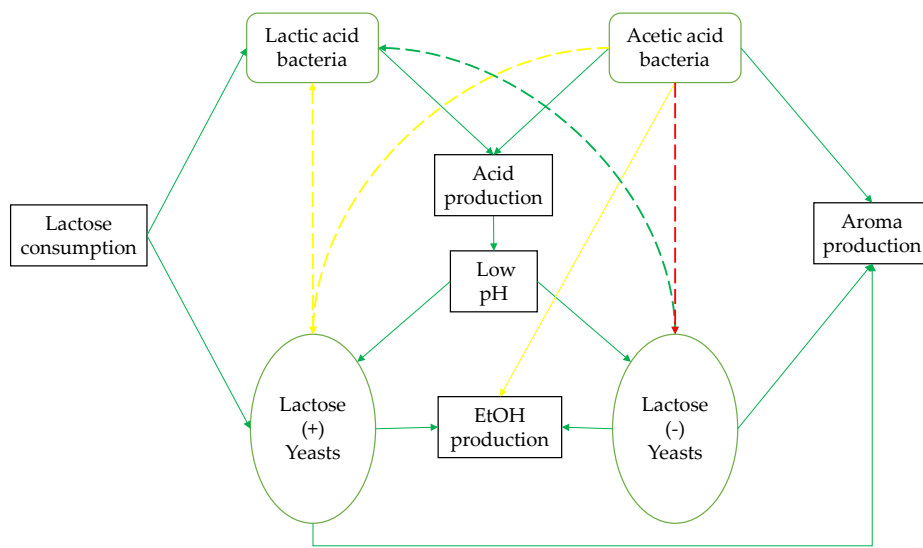 Lactic acid
bacteria
Acetic acid
bacteria
Acid
production
Lactose
consumption
Aroma
production
Low
pH
Lactose
(+)
Yeasts
EtOH
production
Lactose
(-)
Yeasts